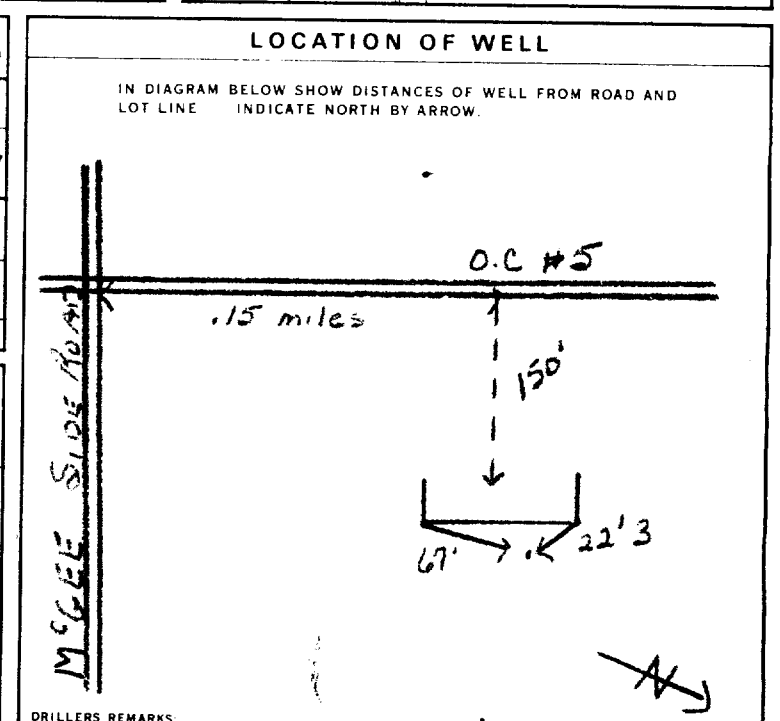 LOCATION OF WELL
IN DIAGRAM BELOW SHOW DISTANCES OF WELL FROM ROAD AND
LOT LINE INDICATE NORTH BY ARROW.
O.C #5
.15 miles
150'
McGEE SIDE ROAD
67'
22'3
N
DRILLERS REMARKS: